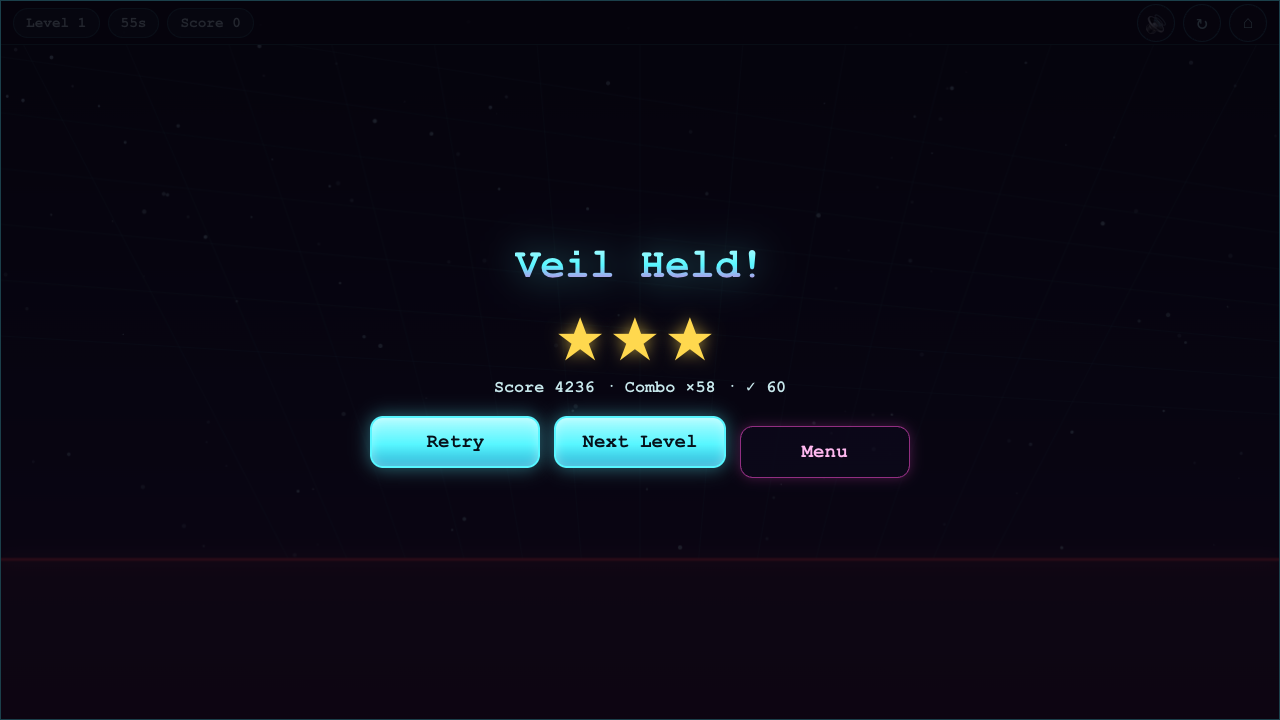 Level 1 55s Score 0
Veil Held!
Score 4236 · Combo ×58 · ✓ 60
Retry Next Level Menu